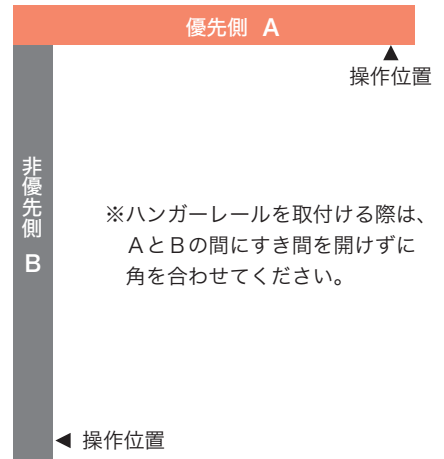 優先側 A
▲
操作位置
非優先側 B
※ハンガーレールを取付ける際は、
AとBの間にすき間を開けずに
角を合わせてください。
◀ 操作位置